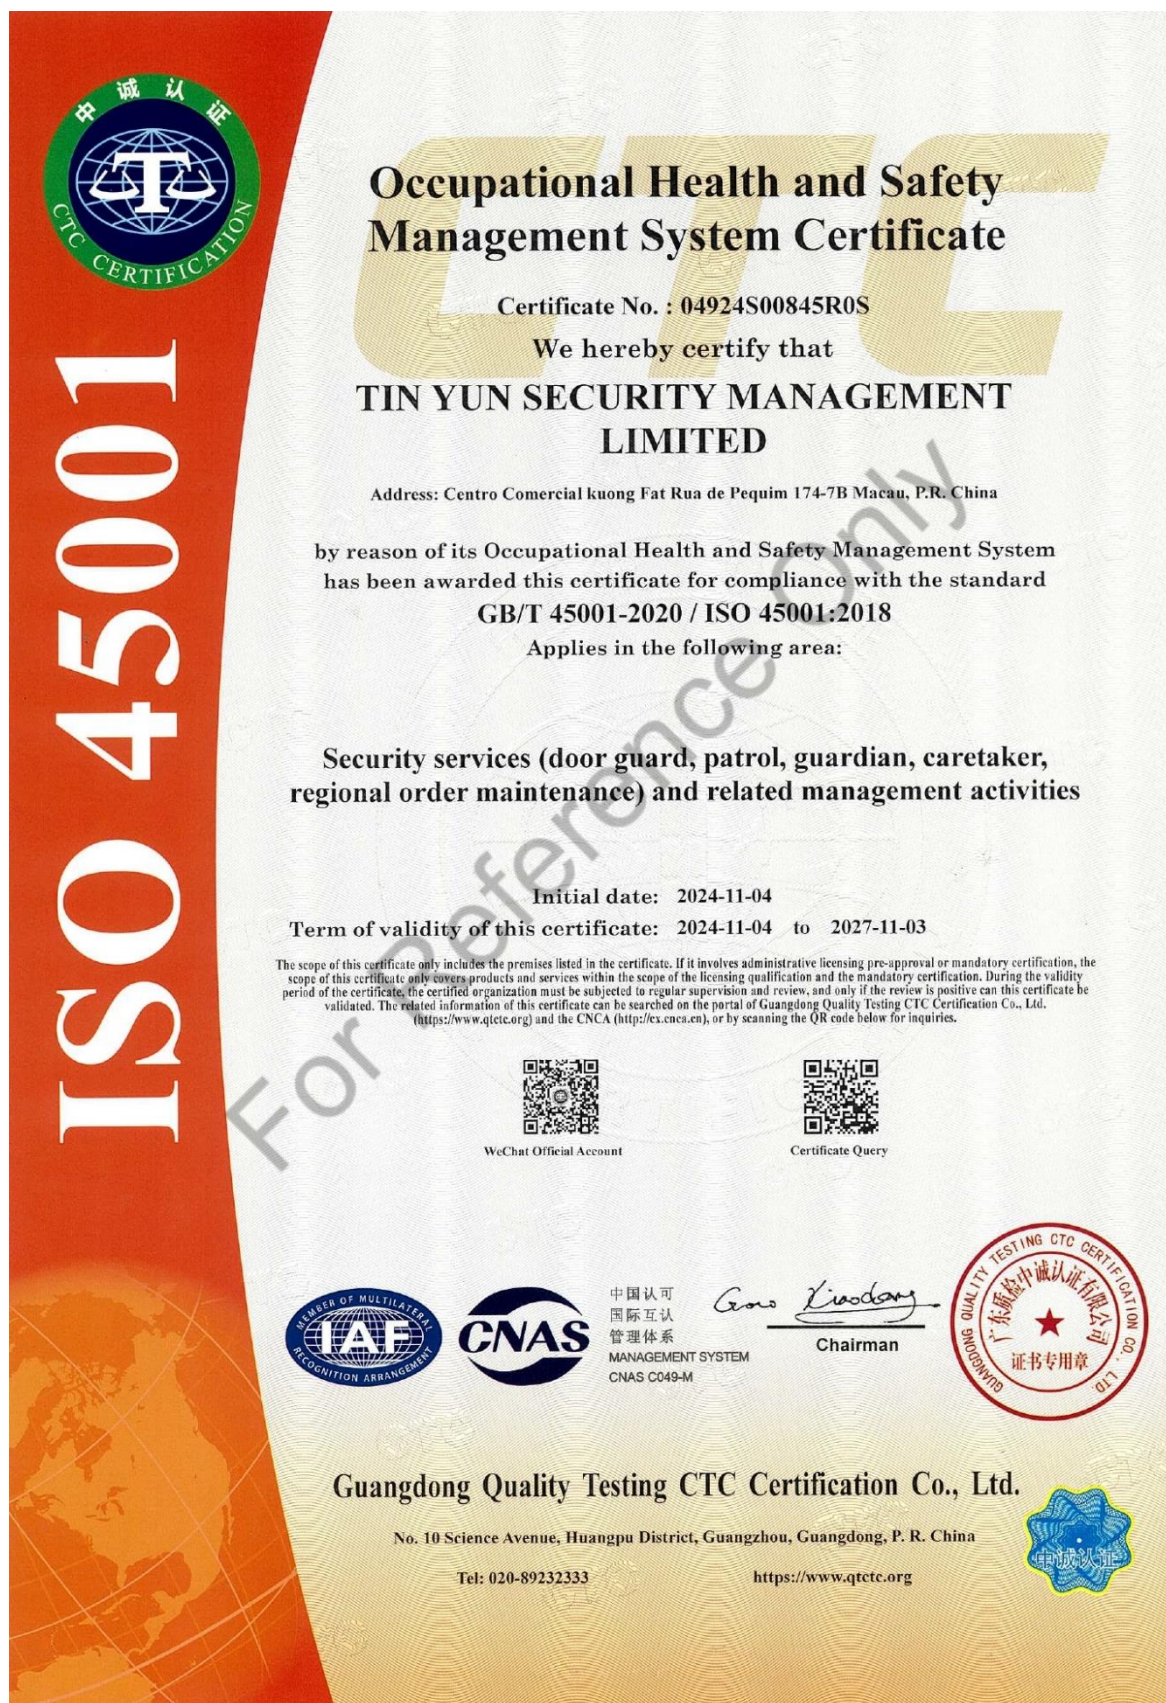 中诚认证
CTC CERTIFICATION
ISO 45001
CTC
Occupational Health and Safety
Management System Certificate
Certificate No. : 04924S00845R0S
We hereby certify that
TIN YUN SECURITY MANAGEMENT
LIMITED
Address: Centro Comercial kuong Fat Rua de Pequim 174-7B Macau, P.R. China
by reason of its Occupational Health and Safety Management System
has been awarded this certificate for compliance with the standard
GB/T 45001-2020 / ISO 45001:2018
Applies in the following area:
Security services (door guard, patrol, guardian, caretaker,
regional order maintenance) and related management activities
For Reference Only
Initial date: 2024-11-04
Term of validity of this certificate: 2024-11-04 to 2027-11-03
The scope of this certificate only includes the premises listed in the certificate. If it involves administrative licensing pre-approval or mandatory certification, the
scope of this certificate only covers products and services within the scope of the licensing qualification and the mandatory certification. During the validity
period of the certificate, the certified organization must be subjected to regular supervision and review, and only if the review is positive can this certificate be
validated. The related information of this certificate can be searched on the portal of Guangdong Quality Testing CTC Certification Co., Ltd.
(https://www.qtctc.org) and the CNCA (http://cx.cnca.cn), or by scanning the QR code below for inquiries.
WeChat Official Account
Certificate Query
MEMBER OF MULTILATERAL
IAF
RECOGNITION ARRANGEMENT
CNAS
中国认可
国际互认
管理体系
MANAGEMENT SYSTEM
CNAS C049-M
Gao Xiaodong
Chairman
GUANGDONG QUALITY TESTING CTC CERTIFICATION CO., LTD.
广东质检中诚认证有限公司
证书专用章
Guangdong Quality Testing CTC Certification Co., Ltd.
No. 10 Science Avenue, Huangpu District, Guangzhou, Guangdong, P. R. China
Tel: 020-89232333
https://www.qtctc.org
中诚认证